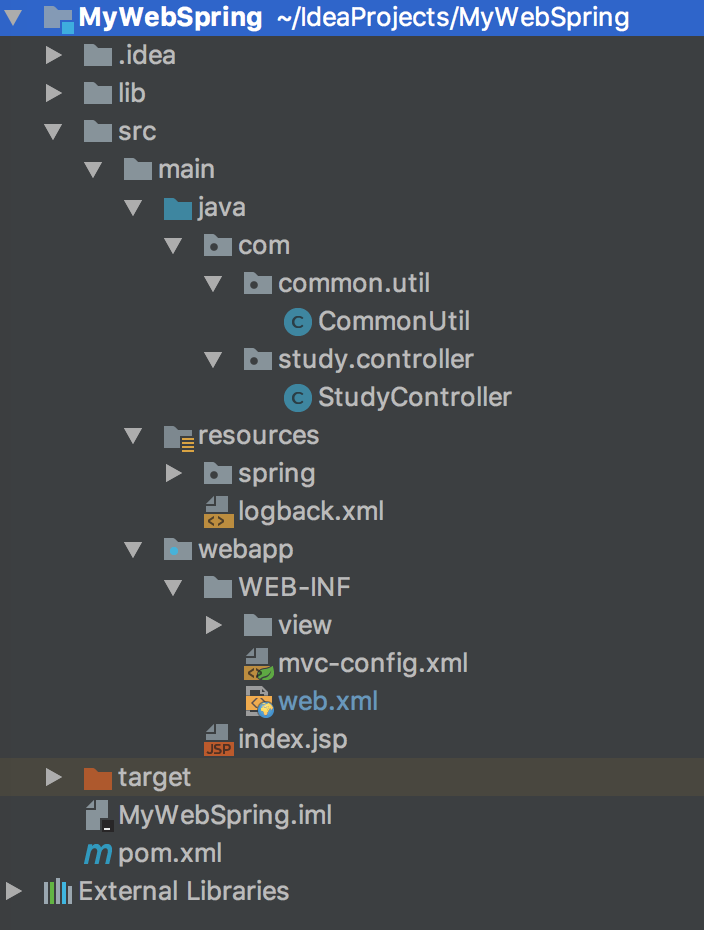 MyWebSpring ~/IdeaProjects/MyWebSpring
.idea
lib
src
main
java
com
common.util
C CommonUtil
study.controller
C StudyController
resources
spring
<> logback.xml
webapp
WEB-INF
view
<> mvc-config.xml
<> web.xml
JSP index.jsp
target
MyWebSpring.iml
m pom.xml
External Libraries